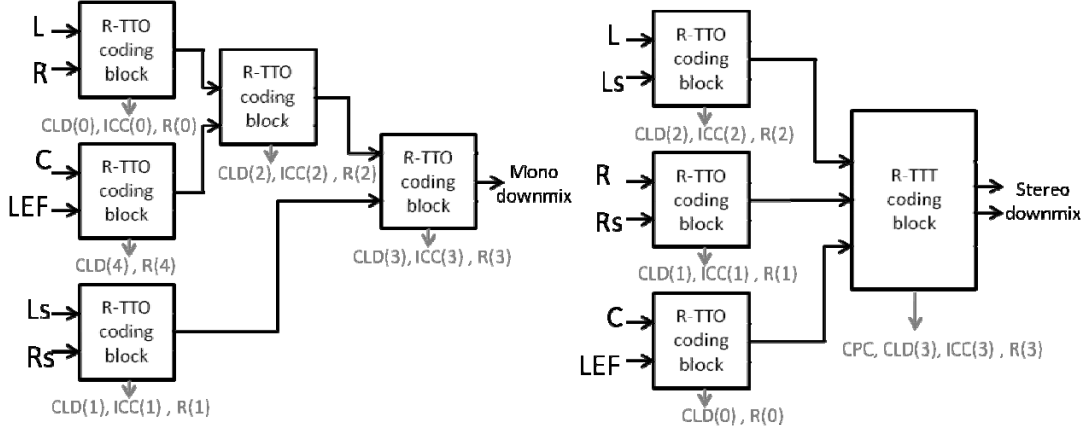 L
R
R-TTO
coding
block
CLD(0), ICC(0), R(0)
C
LEF
R-TTO
coding
block
CLD(4) , R(4)
Ls
Rs
R-TTO
coding
block
CLD(1), ICC(1) , R(1)
R-TTO
coding
block
CLD(2), ICC(2) , R(2)
R-TTO
coding
block
CLD(3), ICC(3) , R(3)
Mono
downmix
L
Ls
R-TTO
coding
block
CLD(2), ICC(2) , R(2)
R
Rs
R-TTO
coding
block
CLD(1), ICC(1) , R(1)
C
LEF
R-TTO
coding
block
CLD(0) , R(0)
R-TTT
coding
block
CPC, CLD(3), ICC(3) , R(3)
Stereo
downmix